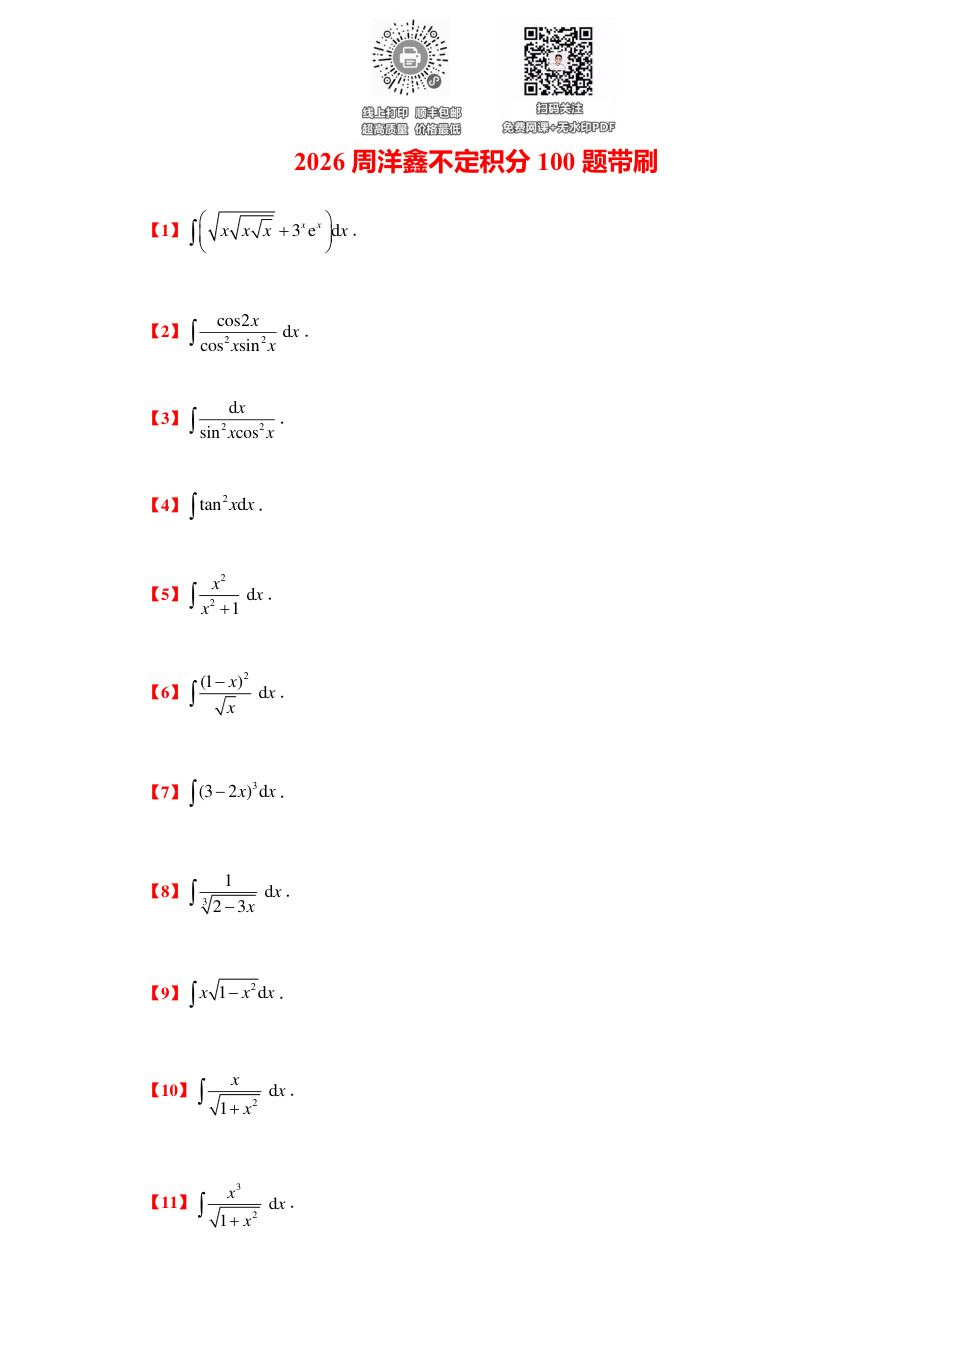 线上打印 顺丰包邮
超高质量 价格最低
扫码关注
免费网课+无水印PDF
2026 周洋鑫不定积分 100 题带刷
【1】∫(√(x√(x√x)) + 3ˣeˣ)dx .
【2】∫ cos2x / (cos²xsin²x) dx .
【3】∫ dx / (sin²xcos²x) .
【4】∫tan²xdx .
【5】∫ x² / (x² + 1) dx .
【6】∫ (1 − x)² / √x dx .
【7】∫(3 − 2x)³dx .
【8】∫ 1 / ∛(2 − 3x) dx .
【9】∫x√(1 − x²)dx .
【10】∫ x / √(1 + x²) dx .
【11】∫ x³ / √(1 + x²) dx .